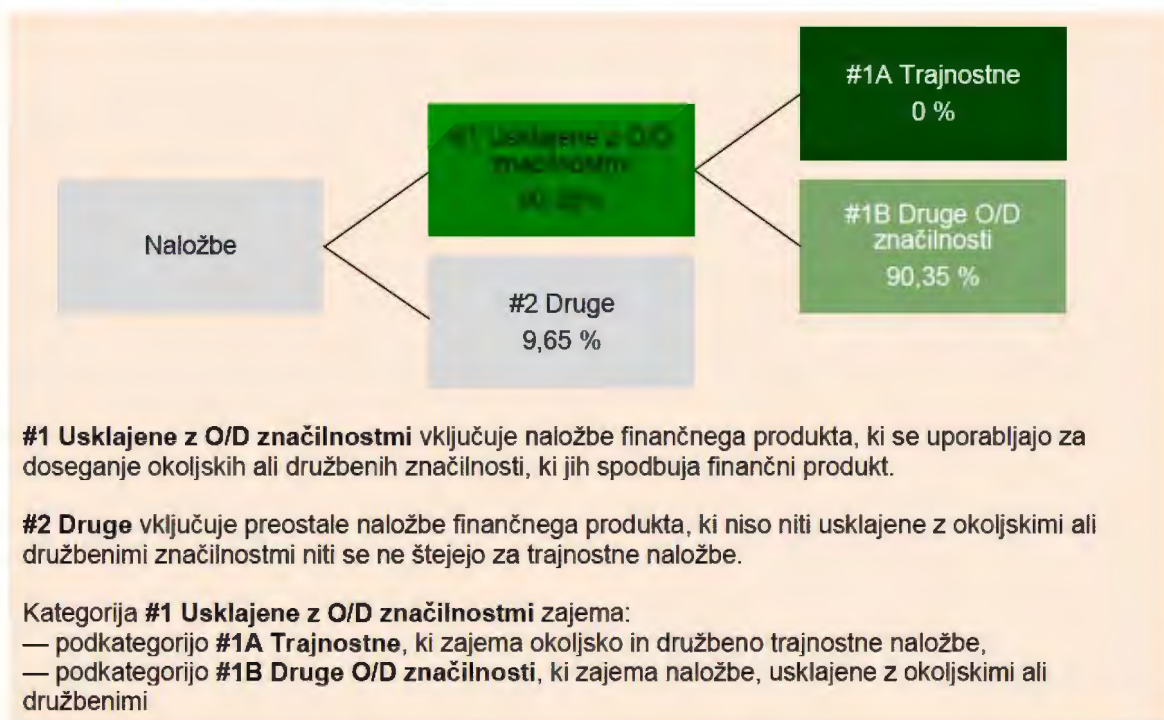 #1A Trajnostne
0 %
#1 Usklajene z O/D
značilnostmi
Naložbe
#1B Druge O/D
značilnosti
90,35 %
#2 Druge
9,65 %
#1 Usklajene z O/D značilnostmi vključuje naložbe finančnega produkta, ki se uporabljajo za
doseganje okoljskih ali družbenih značilnosti, ki jih spodbuja finančni produkt.
#2 Druge vključuje preostale naložbe finančnega produkta, ki niso niti usklajene z okoljskimi ali
družbenimi značilnostmi niti se ne štejejo za trajnostne naložbe.
Kategorija #1 Usklajene z O/D značilnostmi zajema:
— podkategorijo #1A Trajnostne, ki zajema okoljsko in družbeno trajnostne naložbe,
— podkategorijo #1B Druge O/D značilnosti, ki zajema naložbe, usklajene z okoljskimi ali
družbenimi